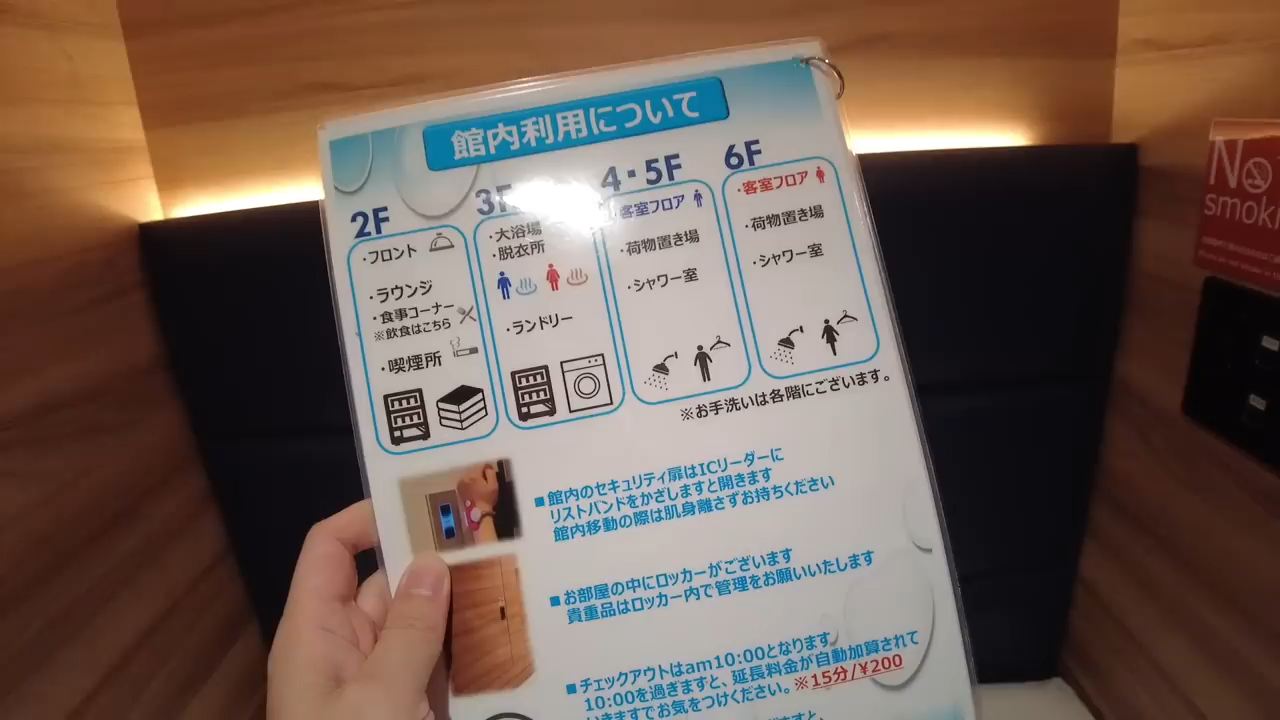 館内利用について
2F
・フロント
・ラウンジ
・食事コーナー
※飲食はこちら
・喫煙所
3F
・大浴場
・脱衣所
・ランドリー
4・5F
・客室フロア
・荷物置き場
・シャワー室
6F
・客室フロア
・荷物置き場
・シャワー室
※お手洗いは各階にございます。
■館内のセキュリティ扉はICリーダーに
リストバンドをかざしますと開きます
館内移動の際は肌身離さずお持ちください
■お部屋の中にロッカーがございます
貴重品はロッカー内で管理をお願いいたします
■チェックアウトはam10:00となります。
10:00を過ぎますと、延長料金が自動加算されて
いきますでお気をつけください。※15分/¥200
No
smoki